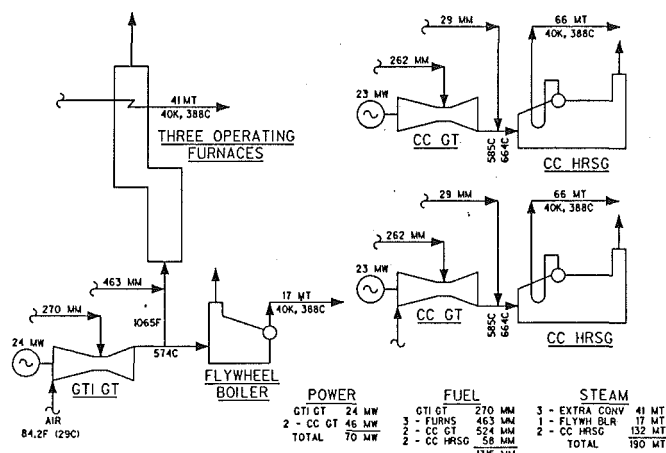 29 MM
66 MT
40K, 388C
262 MM
23 MW
CC GT
585C
664C
CC HRSG
41 MT
40K, 388C
THREE OPERATING
FURNACES
29 MM
66 MT
40K, 388C
262 MM
23 MW
CC GT
585C
664C
CC HRSG
463 MM
1065F
270 MM
24 MW
574C
GTI GT
AIR
84.2F (29C)
17 MT
40K, 388C
FLYWHEEL
BOILER
POWER
GTI GT 24 MW
2 - CC GT 46 MW
TOTAL 70 MW
FUEL
GTI GT 270 MM
3 - FURNS 463 MM
2 - CC GT 524 MM
2 - CC HRSG 58 MM
STEAM
3 - EXTRA CONV 41 MT
1 - FLYWH BLR 17 MT
2 - CC HRSG 132 MT
TOTAL 190 MT